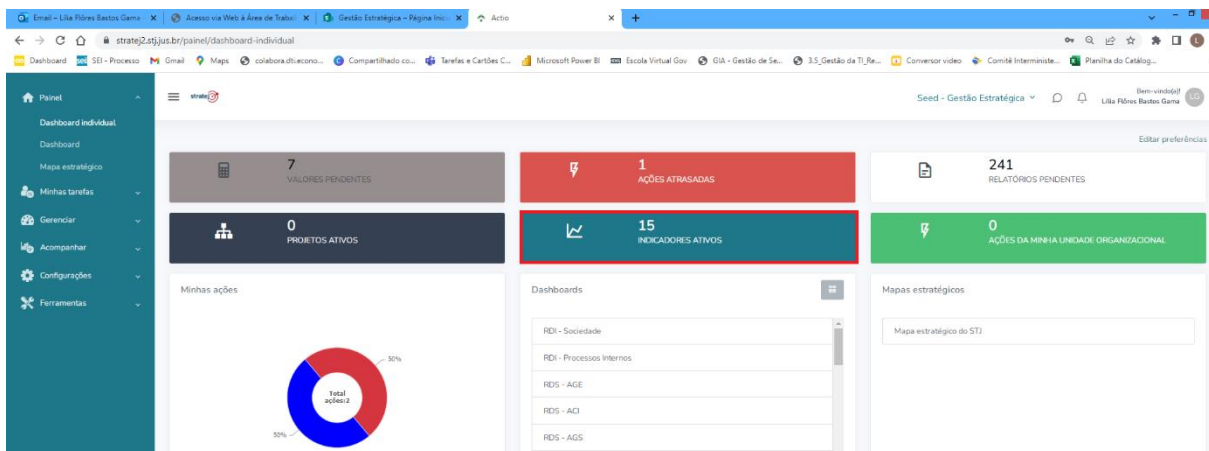 Email – Lilia Flôres Bastos Gama
Acesso via Web à Área de Trabal
Gestão Estratégica – Página Inici
Actio
stratej2.stj.jus.br/painel/dashboard-individual
Dashboard
SEI - Processo
Gmail
Maps
colabora.dti.econo...
Compartilhado co...
Tarefas e Cartões C...
Microsoft Power BI
Escola Virtual Gov
GIA - Gestão de Se...
3.5_Gestão da TI_Re...
Conversor video
Comitê Interministe...
Planilha do Catálog...
Painel
Dashboard individual
Dashboard
Mapa estratégico
Minhas tarefas
Gerenciar
Acompanhar
Configurações
Ferramentas
stratej
Seed - Gestão Estratégica
Bem-vindo(a)!
Lilia Flôres Bastos Gama
LG
Editar preferências
7
VALORES PENDENTES
1
AÇÕES ATRASADAS
241
RELATÓRIOS PENDENTES
0
PROJETOS ATIVOS
15
INDICADORES ATIVOS
0
AÇÕES DA MINHA UNIDADE ORGANIZACIONAL
Minhas ações
50%
Total
ações:2
50%
Dashboards
RDI - Sociedade
RDI - Processos Internos
RDS - AGE
RDS - ACI
RDS - AGS
Mapas estratégicos
Mapa estratégico do STJ